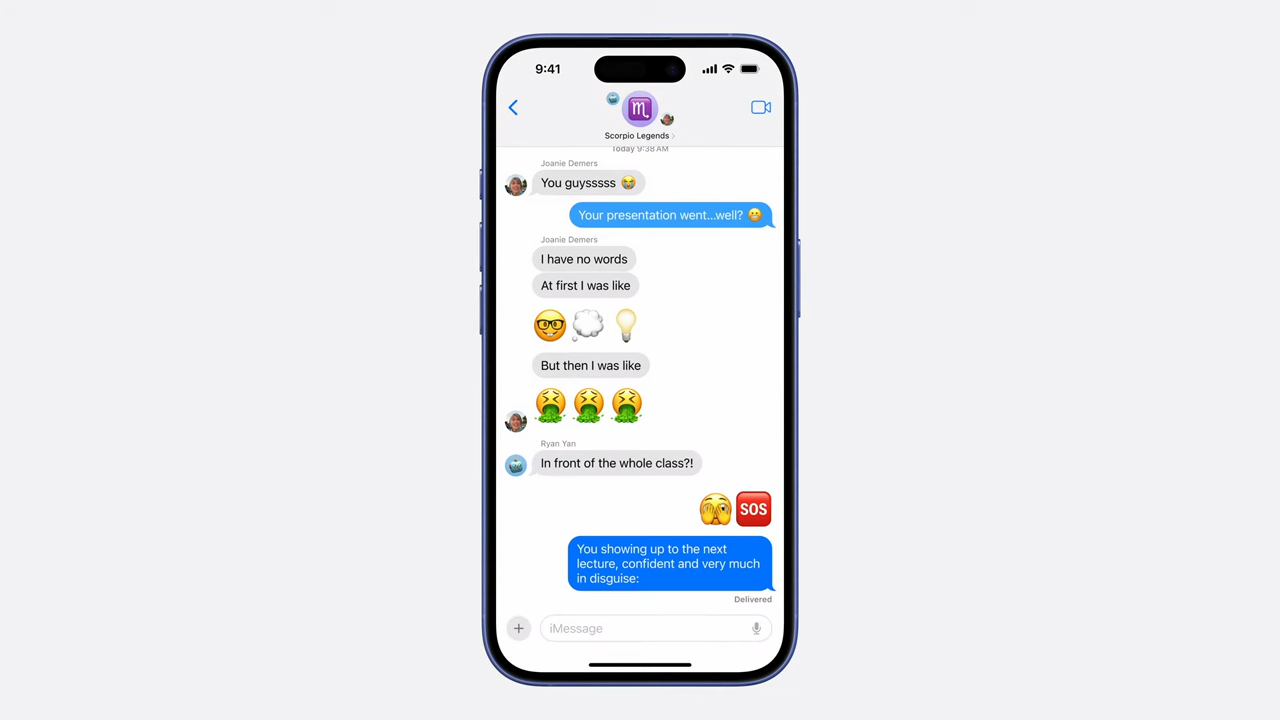 9:41
Scorpio Legends
Today 9:38 AM
Joanie Demers
You guysssss 😭
Your presentation went...well? 😬
Joanie Demers
I have no words
At first I was like
🤓💭💡
But then I was like
🤮🤮🤮
Ryan Yan
In front of the whole class?!
🫣🆘
You showing up to the next
lecture, confident and very much
in disguise:
Delivered
iMessage